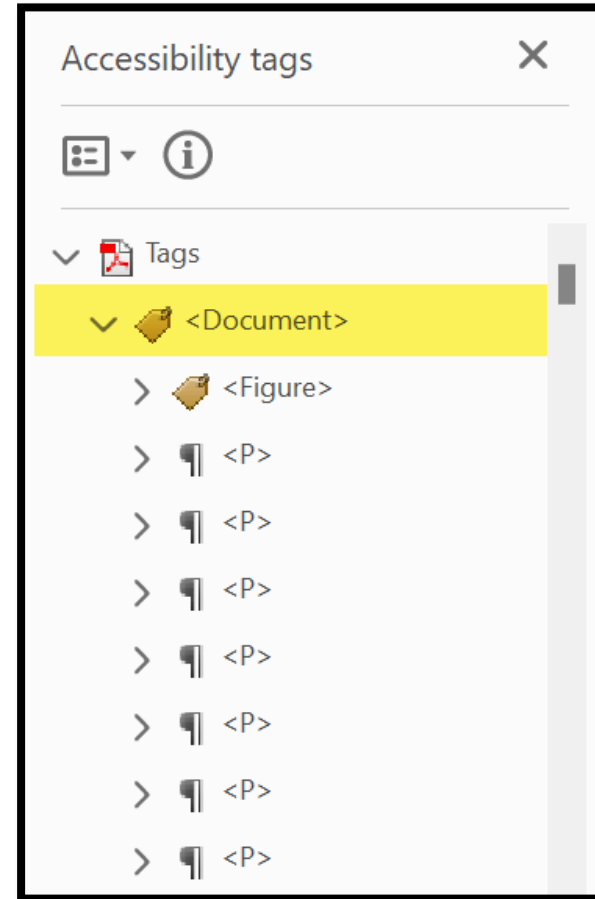 Accessibility tags
Tags
<Document>
<Figure>
<P>
<P>
<P>
<P>
<P>
<P>
<P>